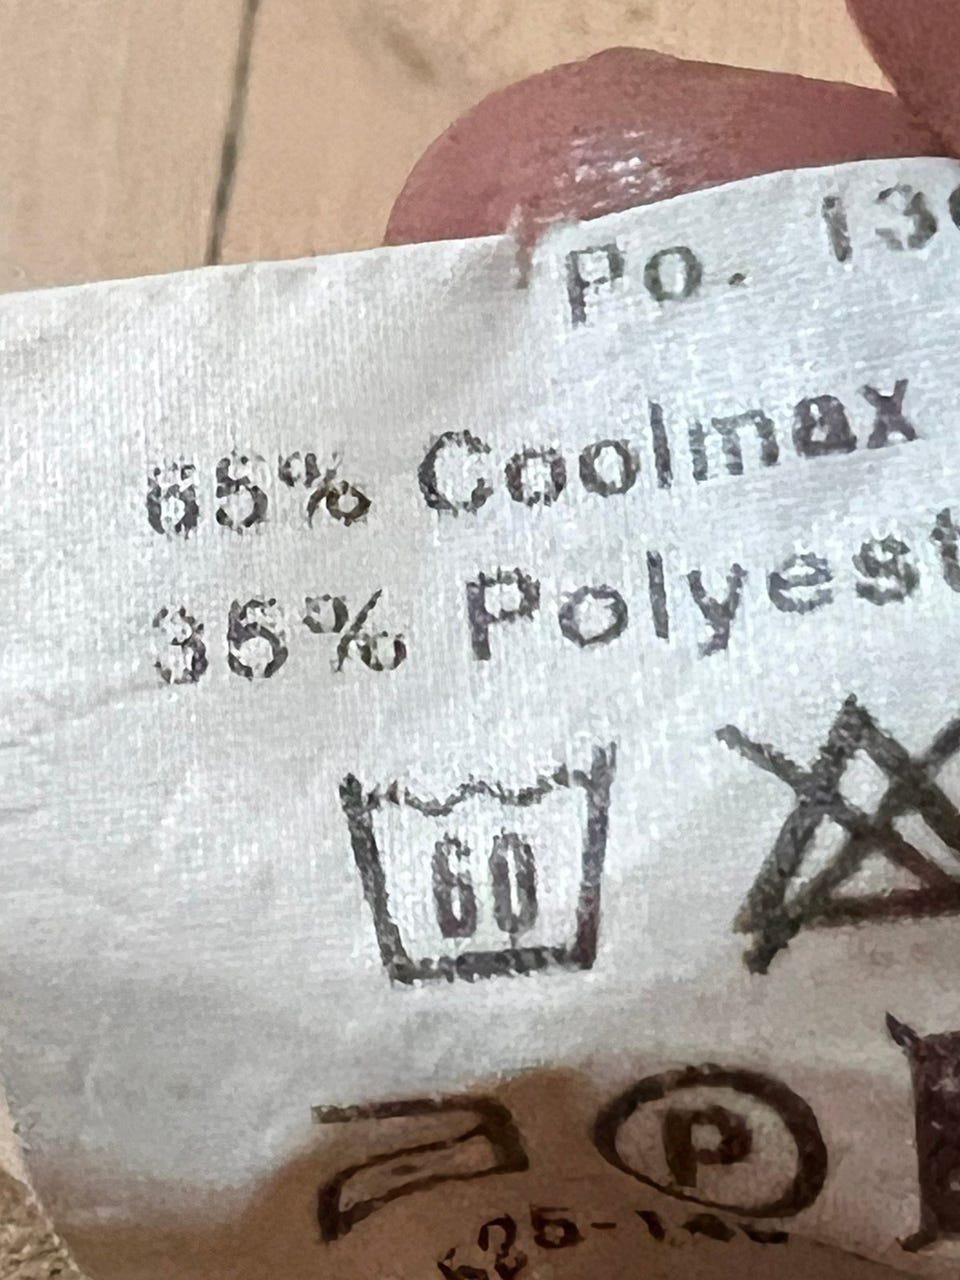 Po. 13
65% Coolmax
35% Polyest
60
P